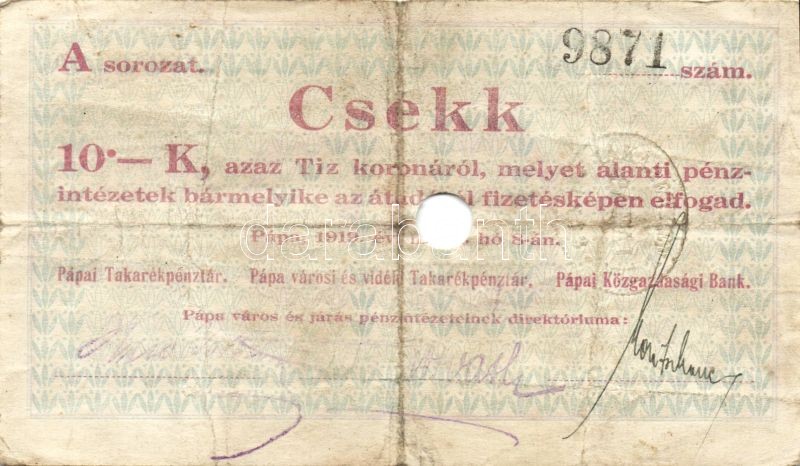 A sorozat. 9871 szám.
Csekk
10·— K, azaz Tiz koronáról, melyet alanti pénz-
intézetek bármelyike az fizetésképen elfogad.
Pápa, 1919. hó 8-án.
Pápai Takarékpénztár. Pápa városi és vidéki Takarékpénztár, Pápai Közgazdasági Bank.
Pápa város és járás pénzintézeteinek direktóriuma:
darabanth